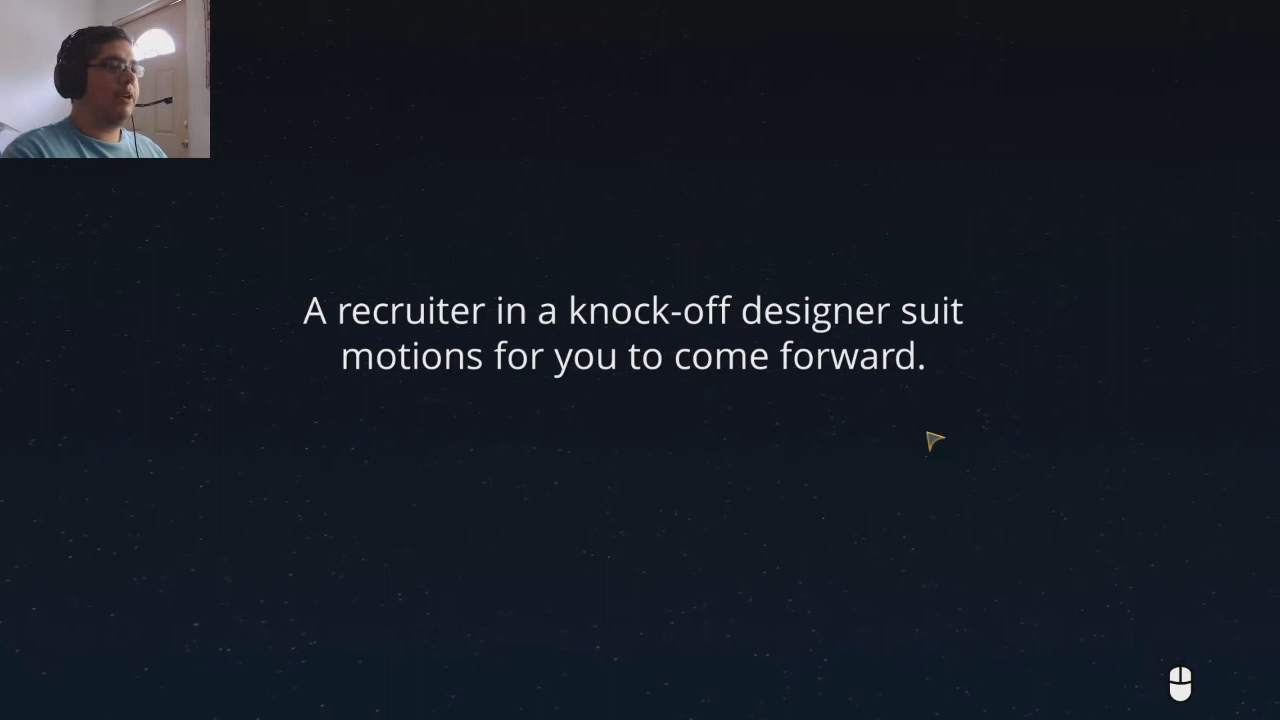 A recruiter in a knock-off designer suit
motions for you to come forward.